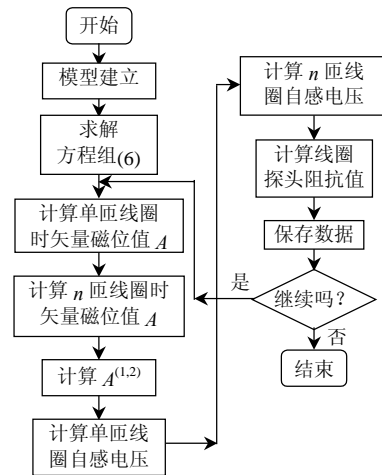 开始
模型建立
求解
方程组(6)
计算单匝线圈
时矢量磁位值 A
计算 n 匝线圈时
矢量磁位值 A
计算 A(1,2)
计算单匝线
圈自感电压
计算 n 匝线
圈自感电压
计算线圈
探头阻抗值
保存数据
继续吗?
是
否
结束